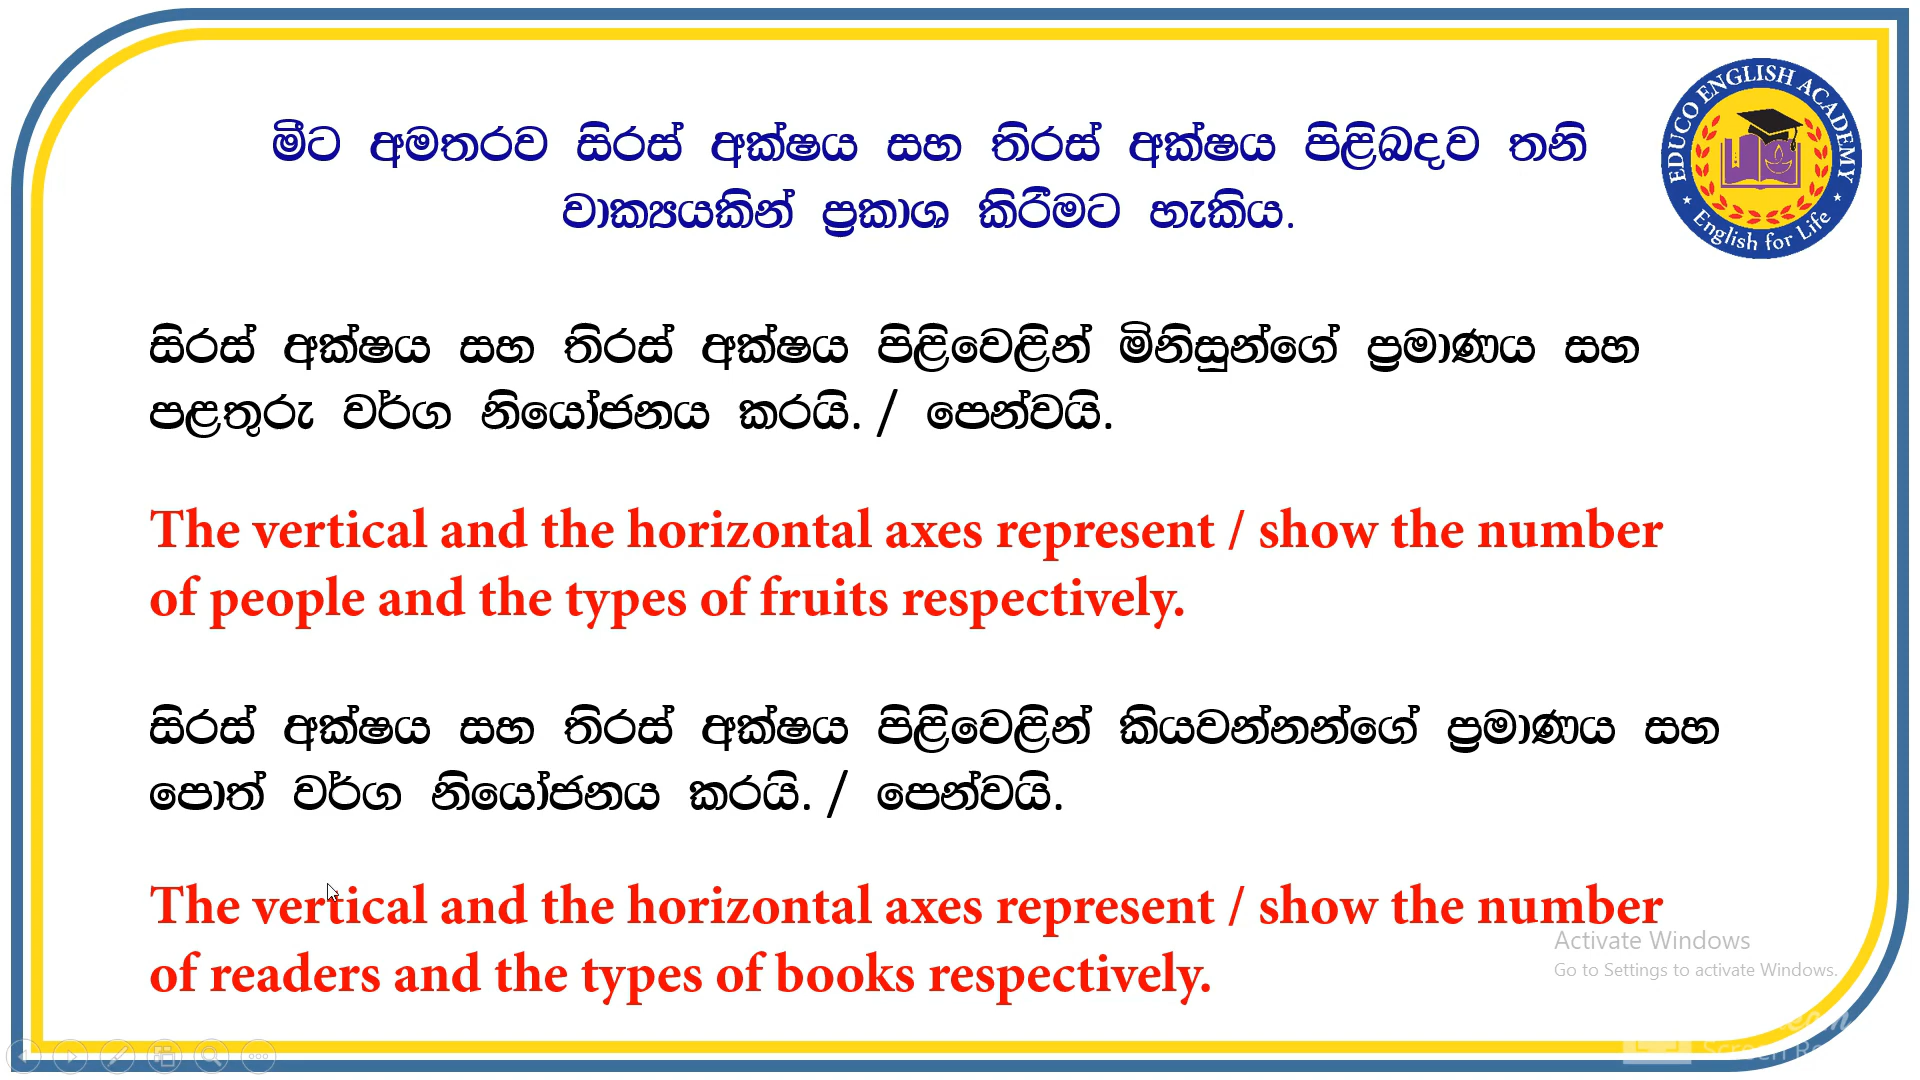 මීට අමතරව සිරස් අක්ෂය සහ තිරස් අක්ෂය පිළිබදව තනි
වාක්‍යයකින් ප්‍රකාශ කිරීමට හැකිය.
EDUCO ENGLISH ACADEMY
English for Life
සිරස් අක්ෂය සහ තිරස් අක්ෂය පිළිවෙළින් මිනිසුන්ගේ ප්‍රමාණය සහ
පළතුරු වර්ග නියෝජනය කරයි. / පෙන්වයි.
The vertical and the horizontal axes represent / show the number
of people and the types of fruits respectively.
සිරස් අක්ෂය සහ තිරස් අක්ෂය පිළිවෙළින් කියවන්නන්ගේ ප්‍රමාණය සහ
පොත් වර්ග නියෝජනය කරයි. / පෙන්වයි.
The vertical and the horizontal axes represent / show the number
of readers and the types of books respectively.
Activate Windows
Go to Settings to activate Windows.
Screen